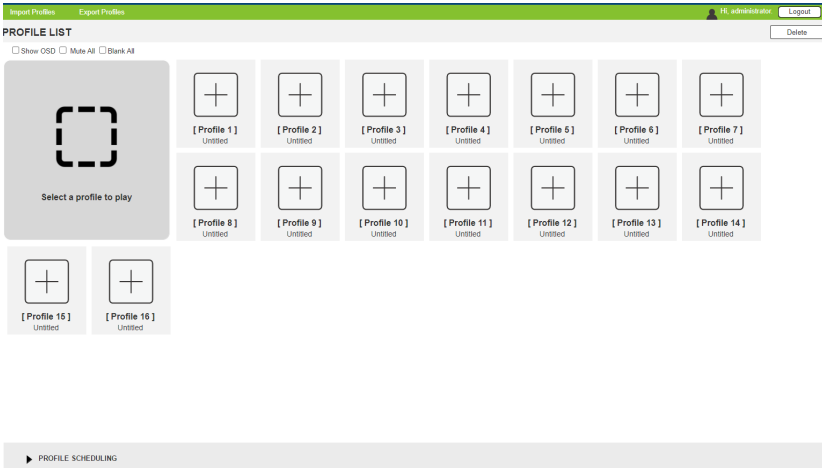 Import Profiles Export Profiles Hi, administrator Logout
PROFILE LIST Delete
Show OSD Mute All Blank All
Select a profile to play
[ Profile 1 ] [ Profile 2 ] [ Profile 3 ] [ Profile 4 ] [ Profile 5 ] [ Profile 6 ] [ Profile 7 ]
Untitled Untitled Untitled Untitled Untitled Untitled Untitled
[ Profile 8 ] [ Profile 9 ] [ Profile 10 ] [ Profile 11 ] [ Profile 12 ] [ Profile 13 ] [ Profile 14 ]
Untitled Untitled Untitled Untitled Untitled Untitled Untitled
[ Profile 15 ] [ Profile 16 ]
Untitled Untitled
PROFILE SCHEDULING